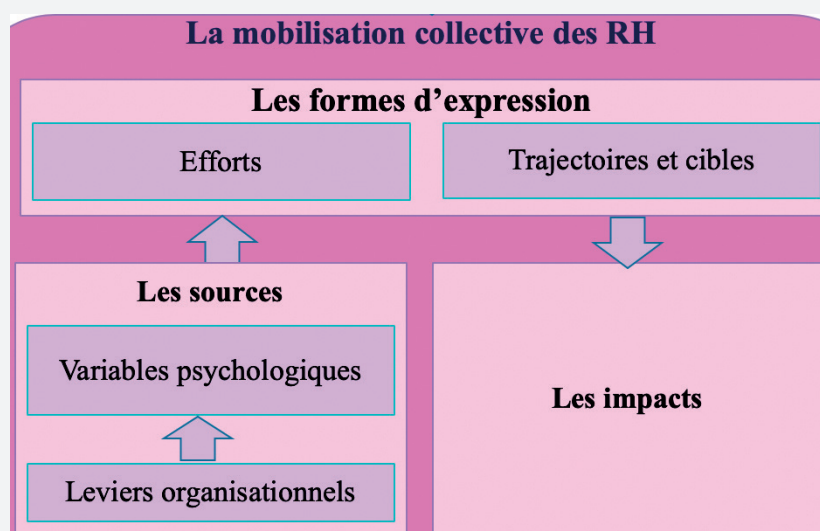 La mobilisation collective des RH
Les formes d’expression
Efforts
Trajectoires et cibles
Les sources
Variables psychologiques
Leviers organisationnels
Les impacts